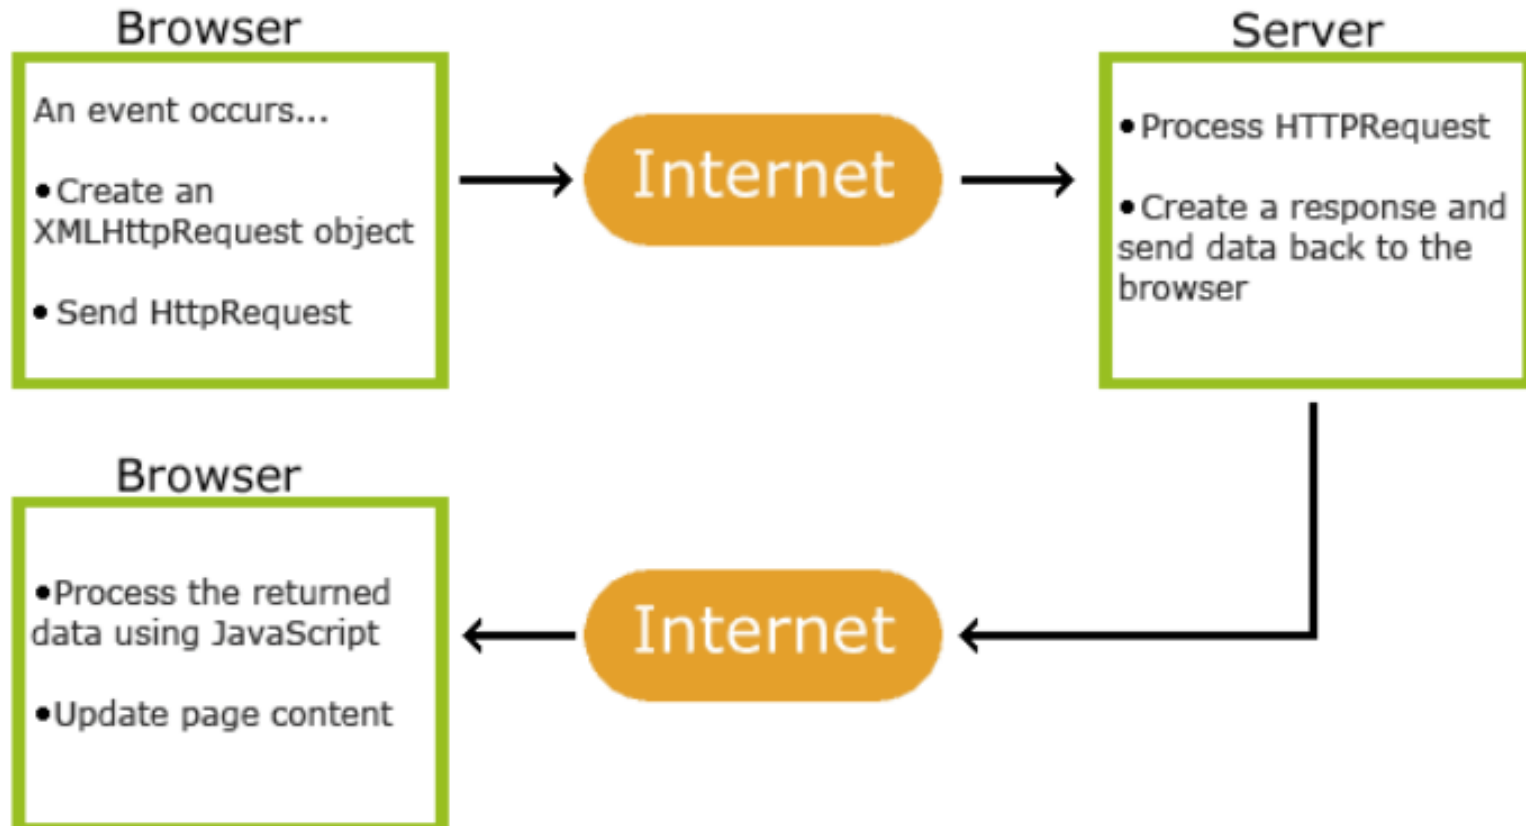 Browser
An event occurs...
•Create an
XMLHttpRequest object
• Send HttpRequest
Internet
Server
•Process HTTPRequest
•Create a response and
send data back to the
browser
Browser
•Process the returned
data using JavaScript
•Update page content
Internet